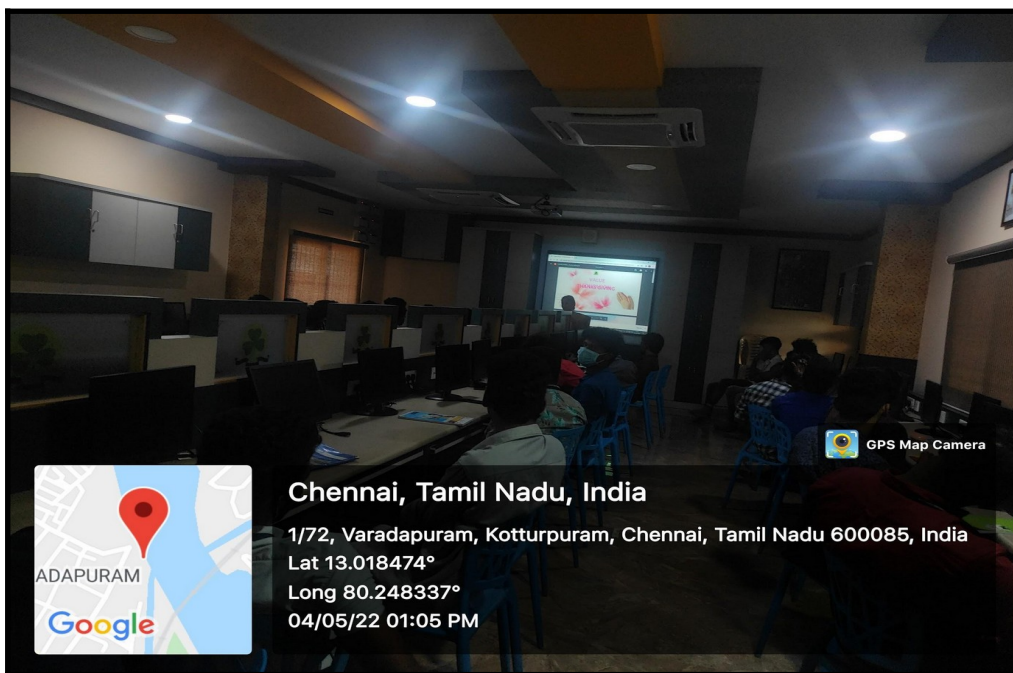 GPS Map Camera
Chennai, Tamil Nadu, India
1/72, Varadapuram, Kotturpuram, Chennai, Tamil Nadu 600085, India
Lat 13.018474°
Long 80.248337°
04/05/22 01:05 PM
ADAPURAM
Google